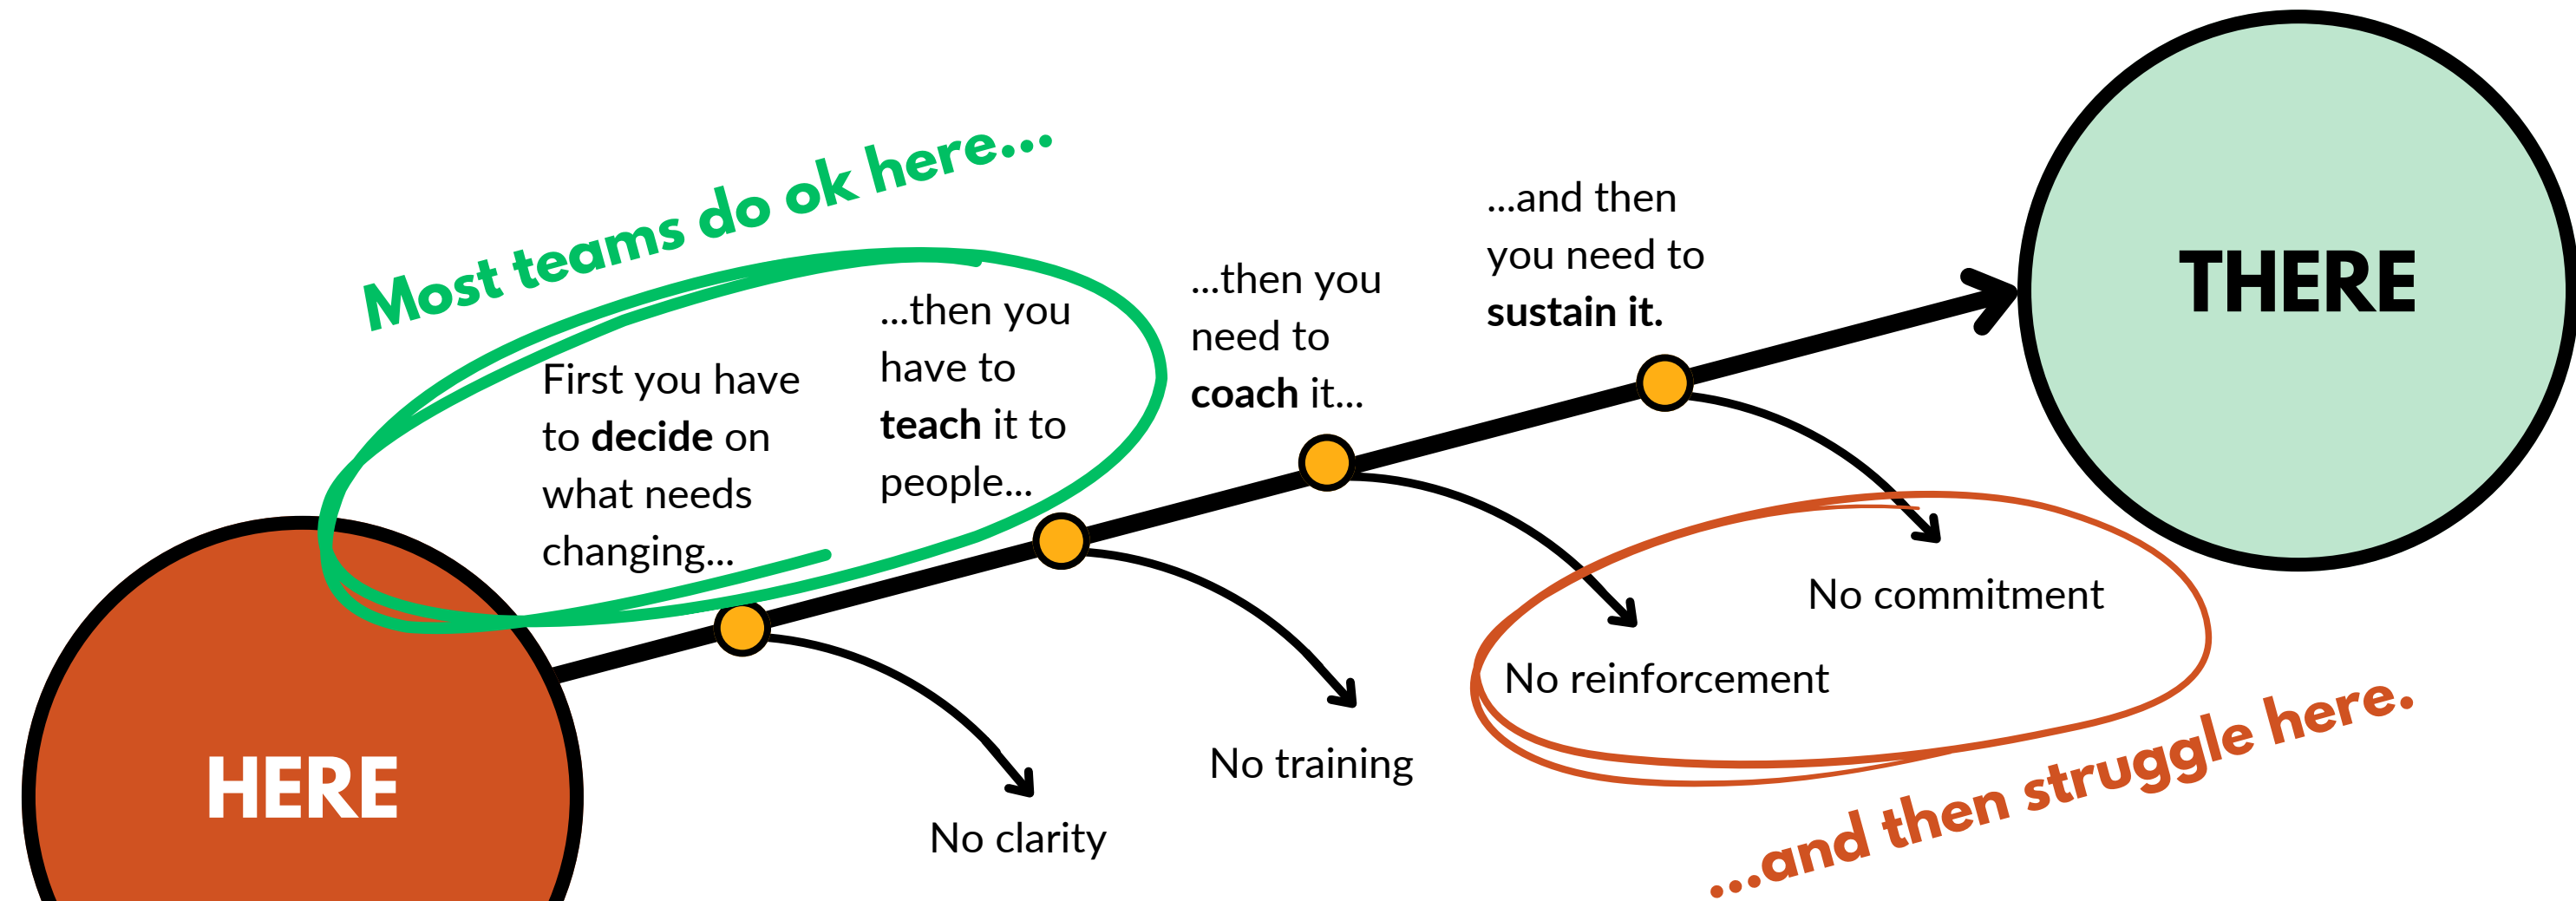 Most teams do ok here...
...and then
you need to
sustain it.
...then you
need to
coach it...
...then you
have to
teach it to
people...
First you have
to decide on
what needs
changing...
THERE
HERE
No commitment
No reinforcement
No training
No clarity
...and then struggle here.